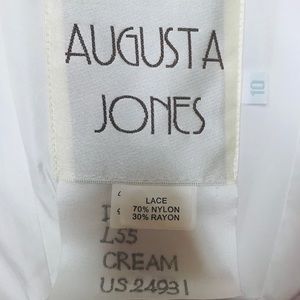 AUGUSTA
JONES
10
LACE
70% NYLON
30% RAYON
L55
CREAM
US.24931